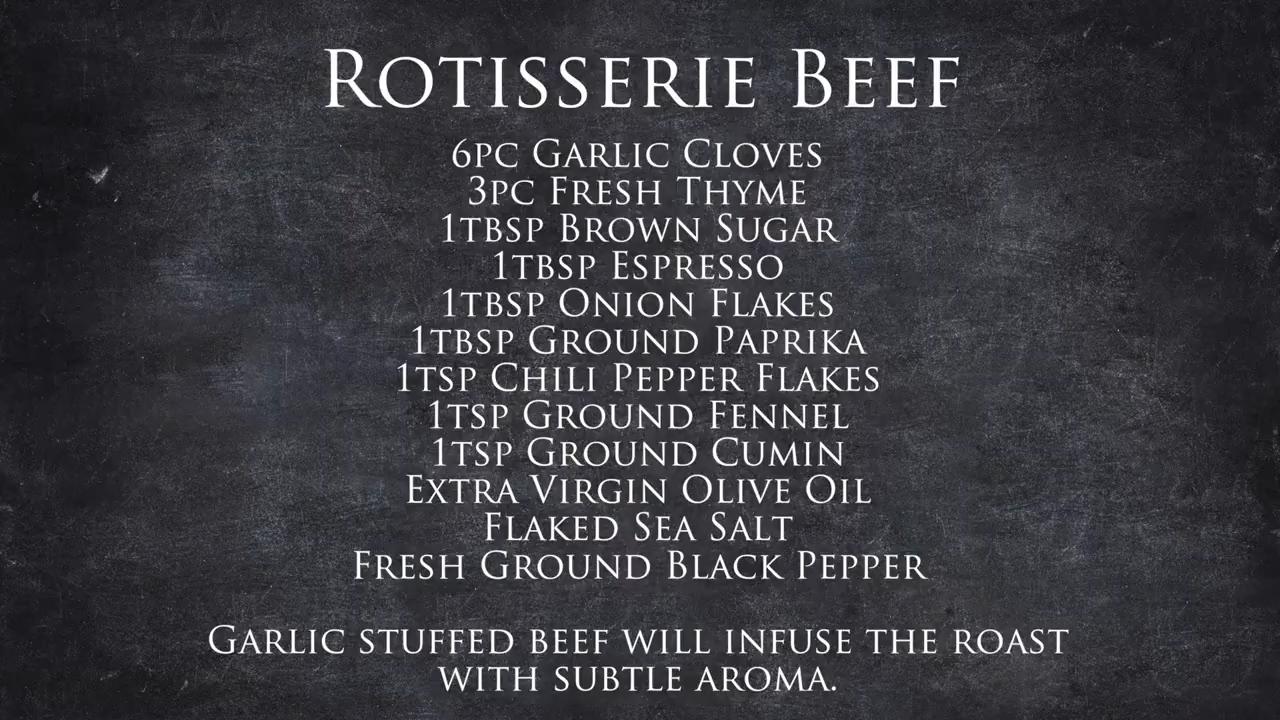 Rotisserie Beef
6pc Garlic Cloves
3pc Fresh Thyme
1tbsp Brown Sugar
1tbsp Espresso
1tbsp Onion Flakes
1tbsp Ground Paprika
1tsp Chili Pepper Flakes
1tsp Ground Fennel
1tsp Ground Cumin
Extra Virgin Olive Oil
Flaked Sea Salt
Fresh Ground Black Pepper
Garlic stuffed beef will infuse the roast
with subtle aroma.